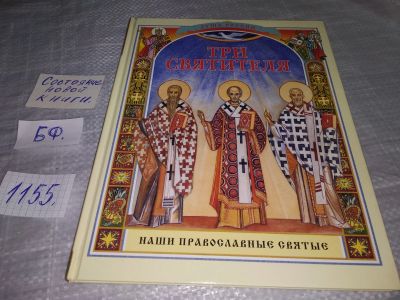 ТРИ
СВЯТИТЕЛЯ
НАШИ ПРАВОСЛАВНЫЕ СВЯТЫЕ
Состояние
новой
книги.
БФ.
1155.